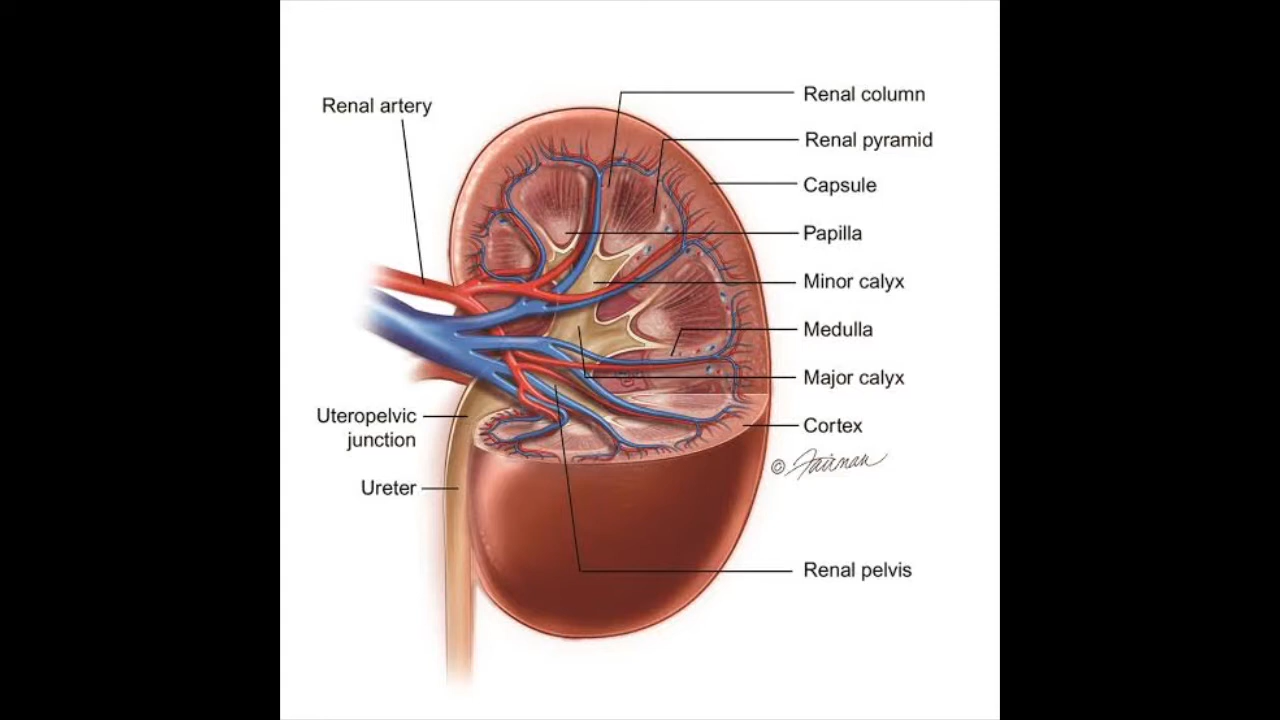 Renal artery
Renal column
Renal pyramid
Capsule
Papilla
Minor calyx
Medulla
Major calyx
Uteropelvic
junction
Cortex
© Fairman
Ureter
Renal pelvis